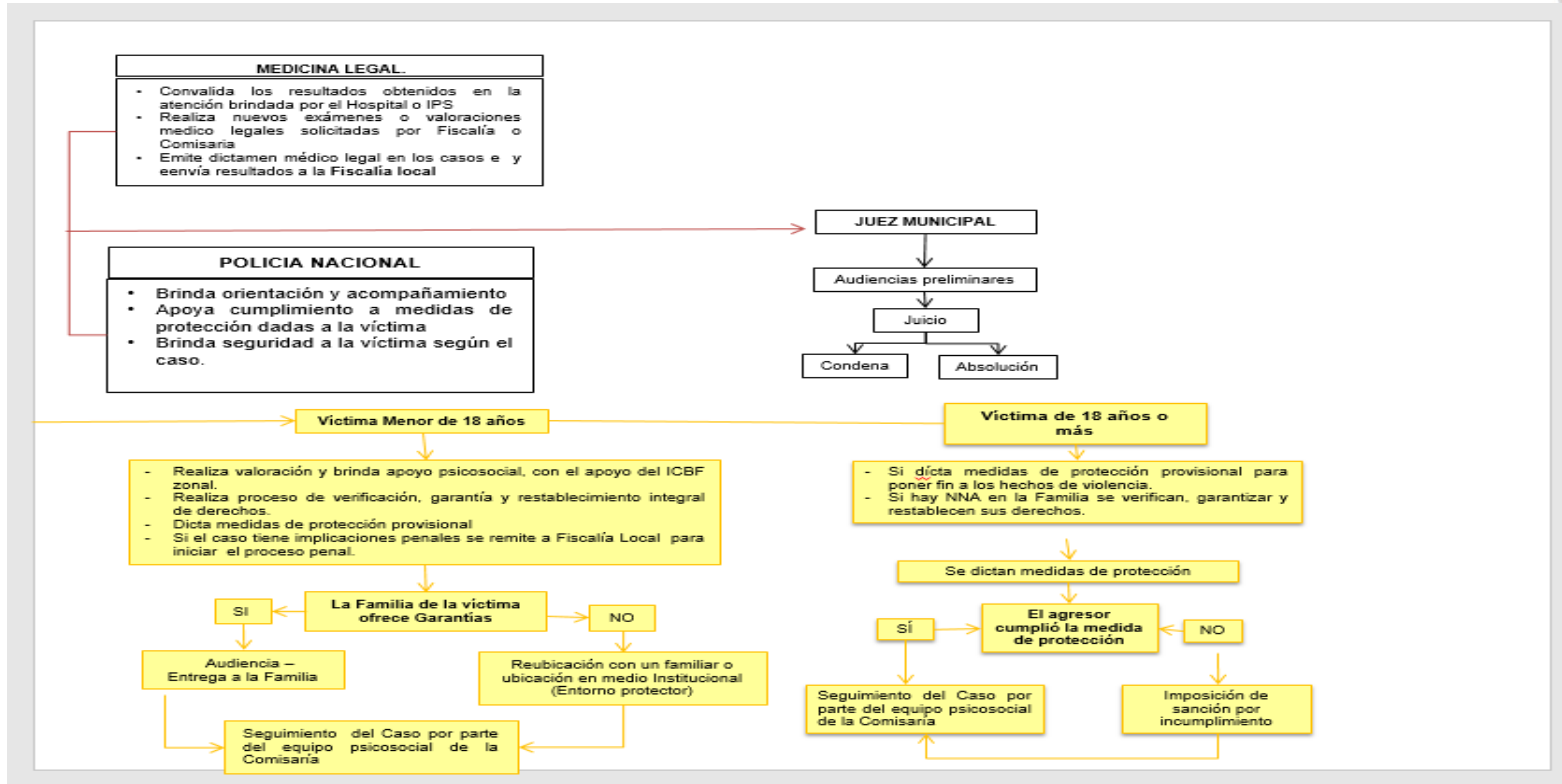 MEDICINA LEGAL.
- Convalida los resultados obtenidos en la
atención brindada por el Hospital o IPS
- Realiza nuevos exámenes o valoraciones
medico legales solicitadas por Fiscalía o
Comisaria
- Emite dictamen médico legal en los casos e y
eenvía resultados a la Fiscalía local
JUEZ MUNICIPAL
Audiencias preliminares
Juicio
Condena
Absolución
POLICIA NACIONAL
• Brinda orientación y acompañamiento
• Apoya cumplimiento a medidas de
protección dadas a la víctima
• Brinda seguridad a la víctima según el
caso.
Víctima Menor de 18 años
- Realiza valoración y brinda apoyo psicosocial, con el apoyo del ICBF
zonal.
- Realiza proceso de verificación, garantía y restablecimiento integral
de derechos.
- Dicta medidas de protección provisional
- Si el caso tiene implicaciones penales se remite a Fiscalía Local para
iniciar el proceso penal.
La Familia de la víctima
ofrece Garantías
SI
NO
Audiencia –
Entrega a la Familia
Reubicación con un familiar o
ubicación en medio Institucional
(Entorno protector)
Seguimiento del Caso por parte
del equipo psicosocial de la
Comisaría
Víctima de 18 años o
más
- Si dícta medidas de protección provisional para
poner fin a los hechos de violencia.
- Si hay NNA en la Familia se verifican, garantizar y
restablecen sus derechos.
Se dictan medidas de protección
El agresor
cumplió la medida
de protección
SÍ
NO
Seguimiento del Caso por
parte del equipo psicosocial
de la Comisaría
Imposición de
sanción por
incumplimiento